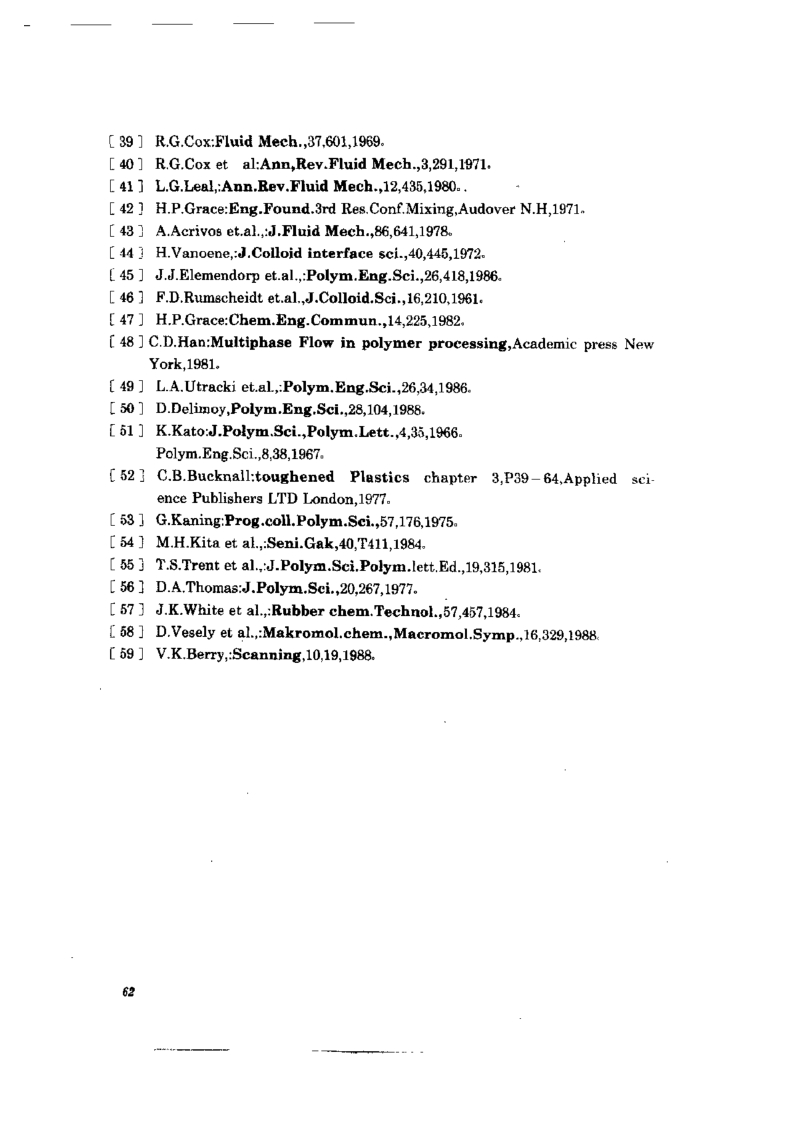 [ 39 ] R.G.Cox:Fluid Mech.,37,601,1969。
[ 40 ] R.G.Cox et al:Ann,Rev.Fluid Mech.,3,291,1971.
[ 41 ] L.G.Leal,:Ann.Rev.Fluid Mech.,12,435,1980。.
[ 42 ] H.P.Grace:Eng.Found.3rd Res.Conf.Mixing,Audover N.H,1971。
[ 43 ] A.Acrivos et.al.,:J.Fluid Mech.,86,641,1978。
[ 44 ] H.Vanoene,:J.Colloid interface sci.,40,445,1972。
[ 45 ] J.J.Elemendorp et.al.,:Polym.Eng.Sci.,26,418,1986。
[ 46 ] F.D.Rumscheidt et.al.,J.Colloid.Sci.,16,210,1961.
[ 47 ] H.P.Grace:Chem.Eng.Commun.,14,225,1982。
[ 48 ] C.D.Han:Multiphase Flow in polymer processing,Academic press New
York,1981.
[ 49 ] L.A.Utracki et.al.,:Polym.Eng.Sci.,26,34,1986。
[ 50 ] D.Delimoy,Polym.Eng.Sci.,28,104,1988.
[ 51 ] K.Kato:J.Polym.Sci.,Polym.Lett.,4,35,1966。
Polym.Eng.Sci.,8,38,1967。
[ 52 ] C.B.Bucknall:toughened Plastics chapter 3,P39－64,Applied sci-
ence Publishers LTD London,1977。
[ 53 ] G.Kaning:Prog.coll.Polym.Sci.,57,176,1975。
[ 54 ] M.H.Kita et al.,:Seni.Gak,40,T411,1984。
[ 55 ] T.S.Trent et al.,:J.Polym.Sci.Polym.lett.Ed.,19,315,1981.
[ 56 ] D.A.Thomas:J.Polym.Sci.,20,267,1977。
[ 57 ] J.K.White et al.,:Rubber chem.Technol.,57,457,1984。
[ 58 ] D.Vesely et al.,:Makromol.chem.,Macromol.Symp.,16,329,1988.
[ 59 ] V.K.Berry,:Scanning,10,19,1988。
62